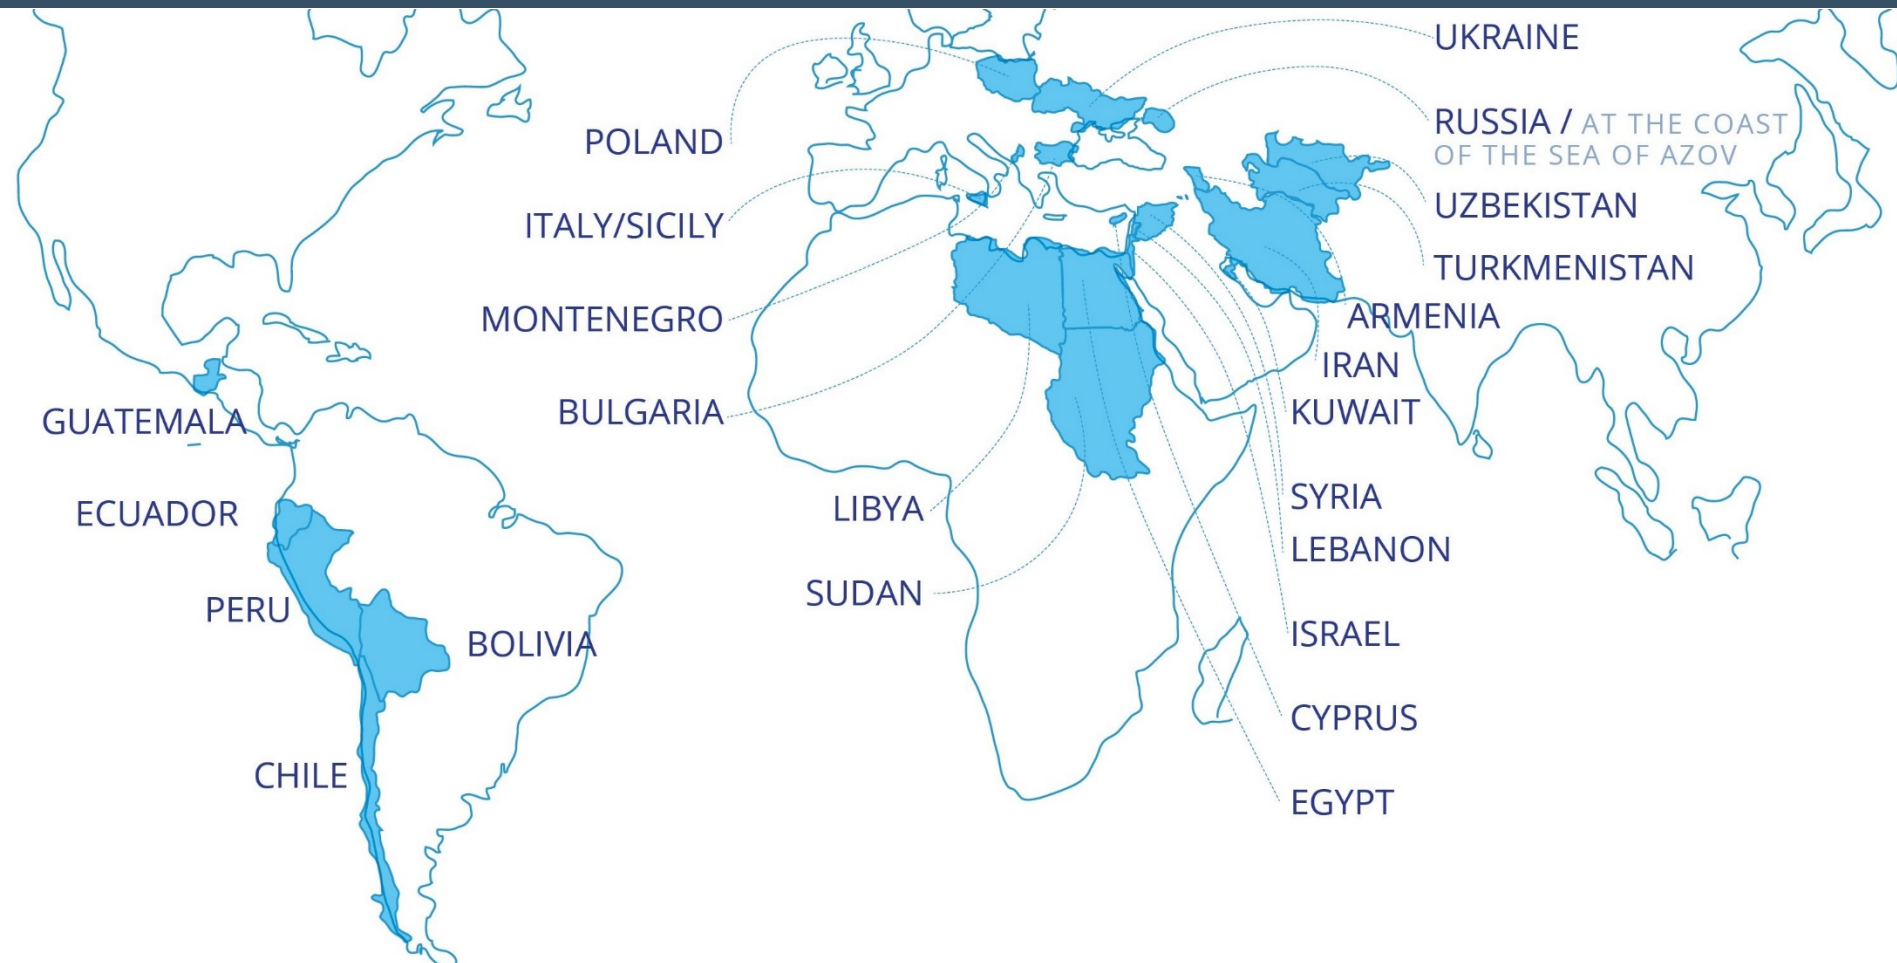 UKRAINE
RUSSIA / AT THE COAST
OF THE SEA OF AZOV
POLAND
UZBEKISTAN
ITALY/SICILY
TURKMENISTAN
MONTENEGRO
ARMENIA
IRAN
BULGARIA
KUWAIT
GUATEMALA
SYRIA
LIBYA
ECUADOR
LEBANON
SUDAN
PERU
ISRAEL
BOLIVIA
CYPRUS
CHILE
EGYPT